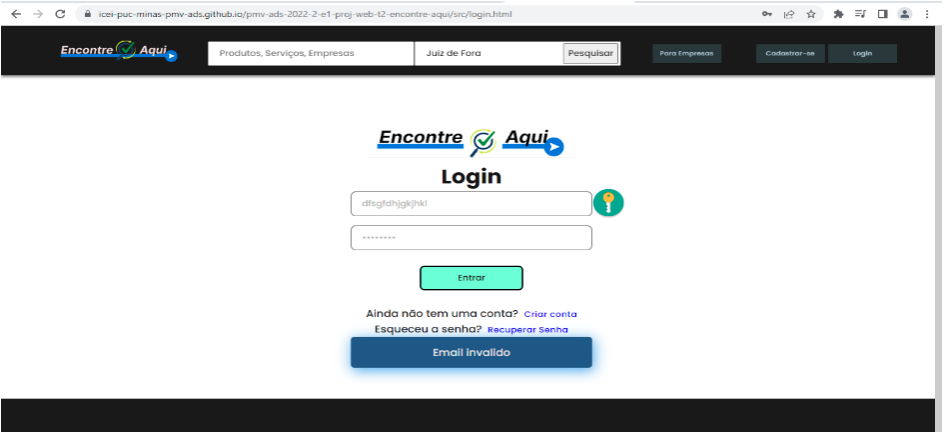 icei-puc-minas-pmv-ads.github.io/pmv-ads-2022-2-e1-proj-web-t2-encontre-aqui/src/login.html
Encontre Aqui Produtos, Serviços, Empresas Juiz de Fora Pesquisar Para Empresas Cadastrar-se Login
Encontre Aqui
Login
dfsgfdhjgkjhkl
--------
Entrar
Ainda não tem uma conta? Criar conta
Esqueceu a senha? Recuperar Senha
Email invalido